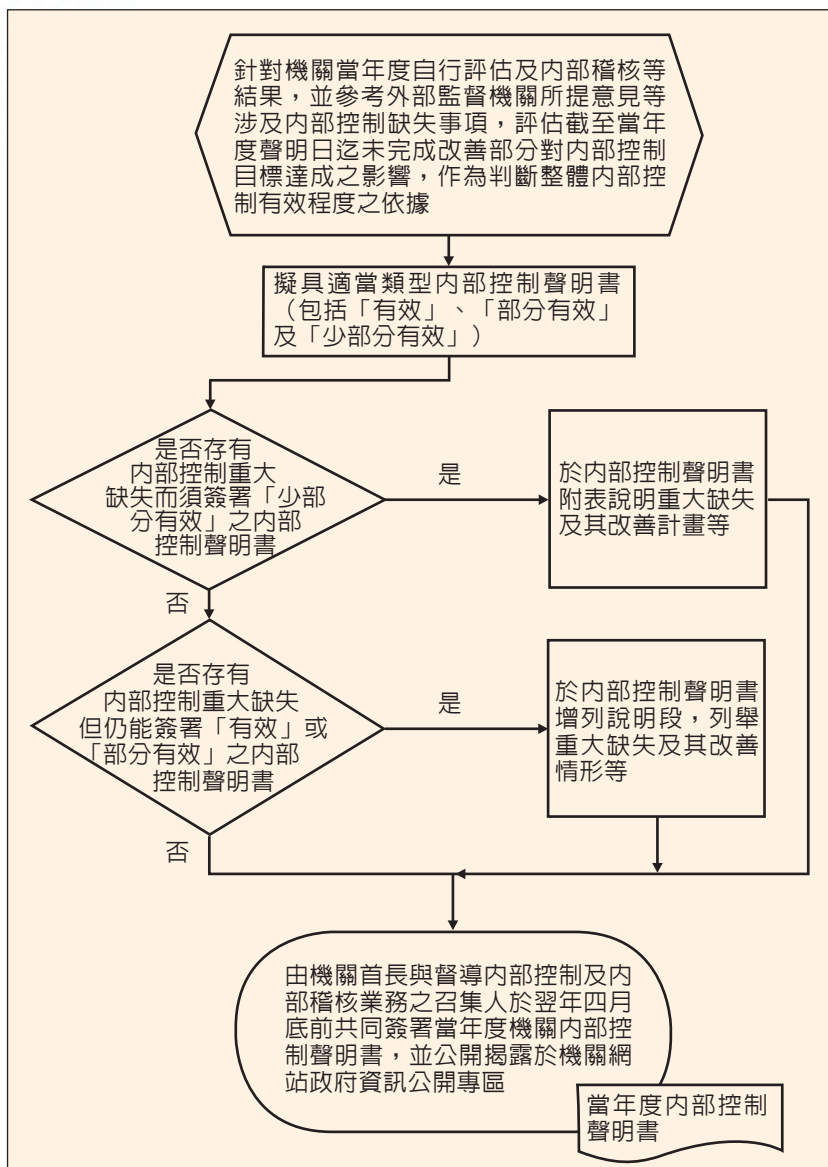 針對機關當年度自行評估及內部稽核等
結果，並參考外部監督機關所提意見等
涉及內部控制缺失事項，評估截至當年
度聲明日迄未完成改善部分對內部控制
目標達成之影響，作為判斷整體內部控
制有效程度之依據
擬具適當類型內部控制聲明書
（包括「有效」、「部分有效」
及「少部分有效」）
是否存有
內部控制重大
缺失而須簽署「少部
分有效」之內部
控制聲明書
是
於內部控制聲明書
附表說明重大缺失
及其改善計畫等
否
是否存有
內部控制重大缺失
但仍能簽署「有效」或
「部分有效」之內部
控制聲明書
是
於內部控制聲明書
增列說明段，列舉
重大缺失及其改善
情形等
否
由機關首長與督導內部控制及內
部稽核業務之召集人於翌年四月
底前共同簽署當年度機關內部控
制聲明書，並公開揭露於機關網
站政府資訊公開專區
當年度內部控制
聲明書